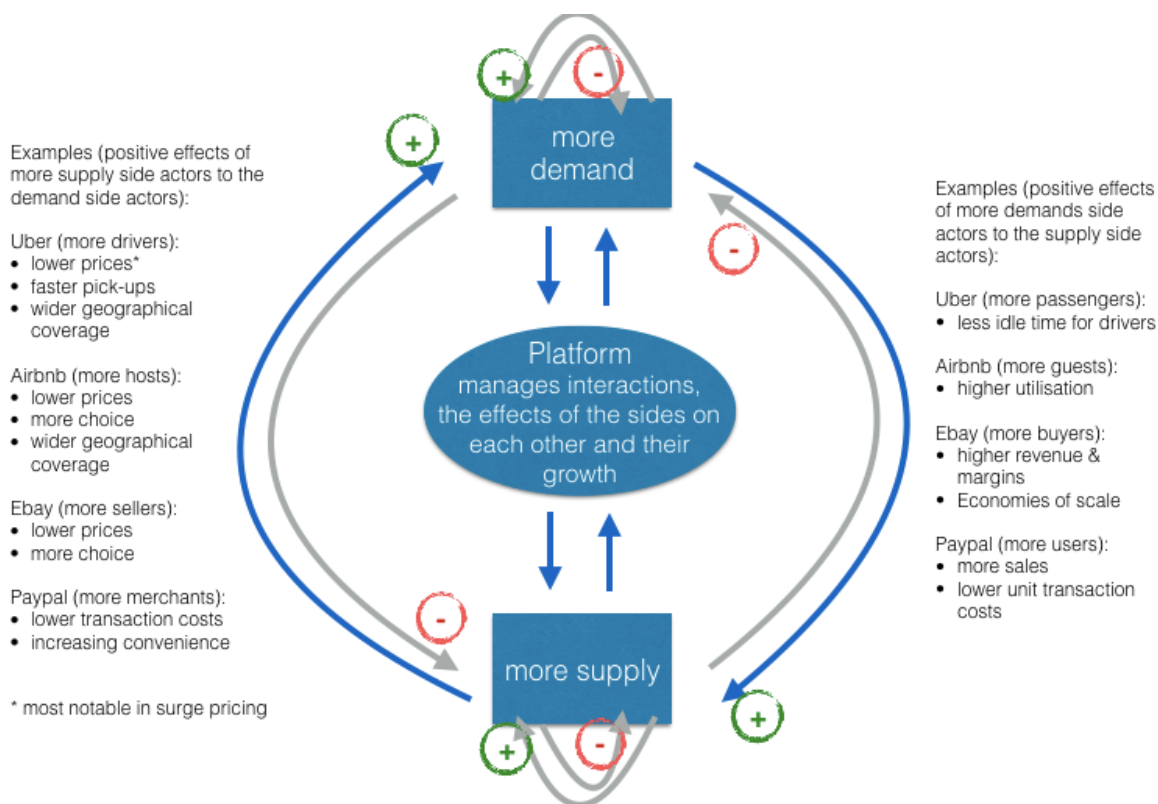 +
-
more
demand
+
-
Examples (positive effects of
more supply side actors to the
demand side actors):
Uber (more drivers):
• lower prices*
• faster pick-ups
• wider geographical
coverage
Airbnb (more hosts):
• lower prices
• more choice
• wider geographical
coverage
Ebay (more sellers):
• lower prices
• more choice
Paypal (more merchants):
• lower transaction costs
• increasing convenience
* most notable in surge pricing
Platform
manages interactions,
the effects of the sides on
each other and their
growth
Examples (positive effects
of more demands side
actors to the supply side
actors):
Uber (more passengers):
• less idle time for drivers
Airbnb (more guests):
• higher utilisation
Ebay (more buyers):
• higher revenue &
margins
• Economies of scale
Paypal (more users):
• more sales
• lower unit transaction
costs
-
more supply
+
+
-